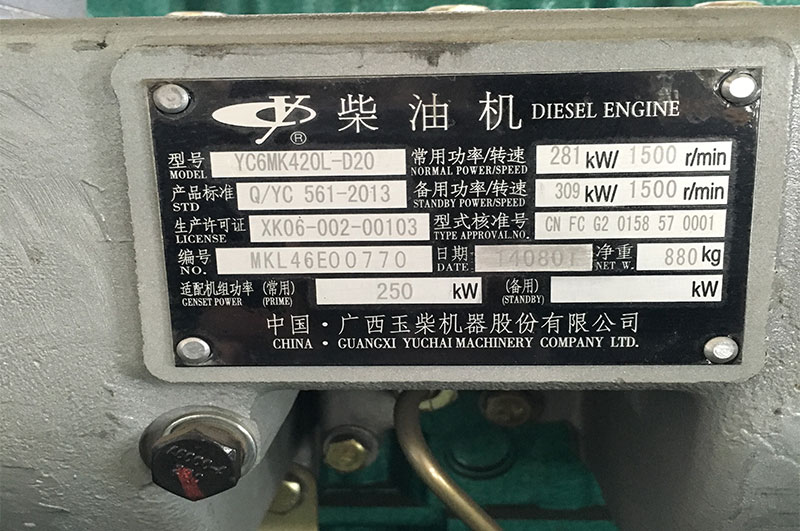 柴油机 DIESEL ENGINE
®
型号 MODEL YC6MK420L-D20 常用功率/转速 NORMAL POWER/SPEED 281 kW/ 1500 r/min
产品标准 STD Q/YC 561-2013 备用功率/转速 STANDBY POWER/SPEED 309 kW/ 1500 r/min
生产许可证 LICENSE XK06-002-00103 型式核准号 TYPE APPROVAL.NO. CN FC G2 0158 57 0001
编号 NO. MKL46E00770 日期 DATE 140801 净重 NET W. 880 kg
适配机组功率 GENSET POWER (常用) (PRIME) 250 kW (备用) (STANDBY) kW
中国·广西玉柴机器股份有限公司
CHINA · GUANGXI YUCHAI MACHINERY COMPANY LTD.